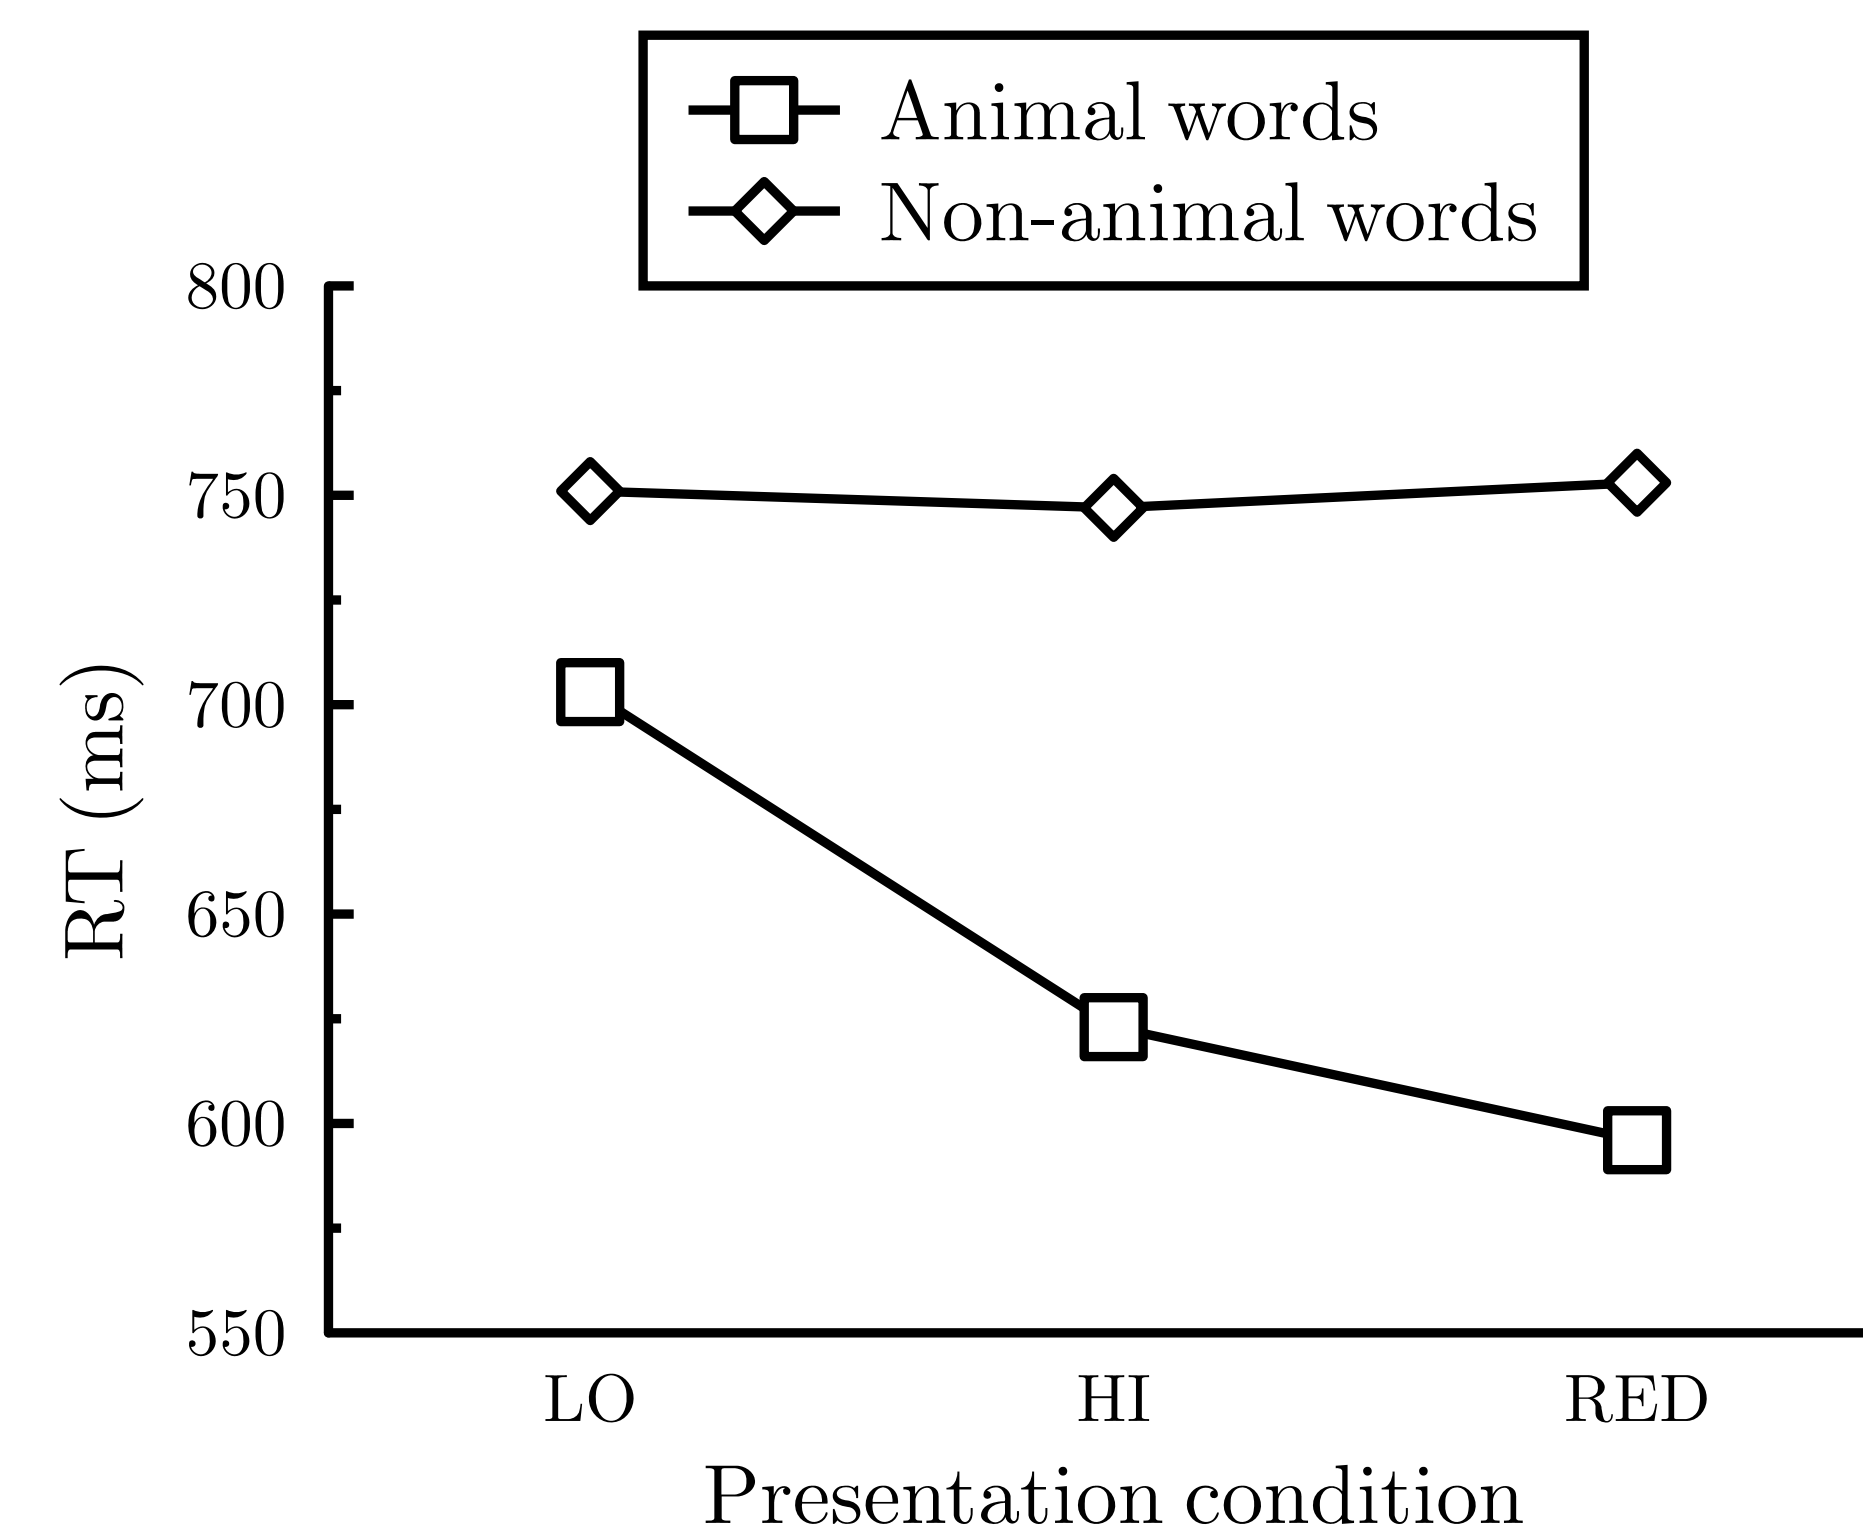 Animal words
Non-animal words
800
750
700
650
600
550
RT (ms)
LO HI RED
Presentation condition